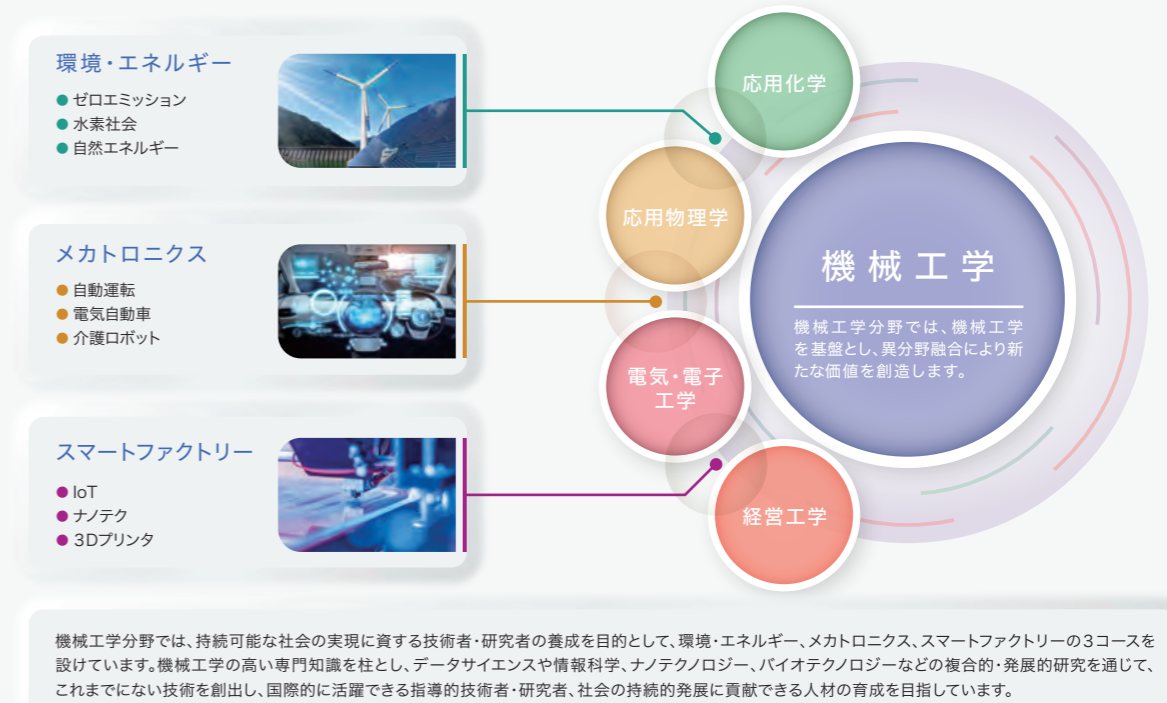 環境・エネルギー
● ゼロエミッション
● 水素社会
● 自然エネルギー
メカトロニクス
● 自動運転
● 電気自動車
● 介護ロボット
スマートファクトリー
● IoT
● ナノテク
● 3Dプリンタ
応用化学
応用物理学
電気・電子
工学
経営工学
機械工学
機械工学分野では、機械工学
を基盤とし、異分野融合により新
たな価値を創造します。
機械工学分野では、持続可能な社会の実現に資する技術者・研究者の養成を目的として、環境・エネルギー、メカトロニクス、スマートファクトリーの3コースを
設けています。機械工学の高い専門知識を柱とし、データサイエンスや情報科学、ナノテクノロジー、バイオテクノロジーなどの複合的・発展的研究を通じて、
これまでにない技術を創出し、国際的に活躍できる指導的技術者・研究者、社会の持続的発展に貢献できる人材の育成を目指しています。